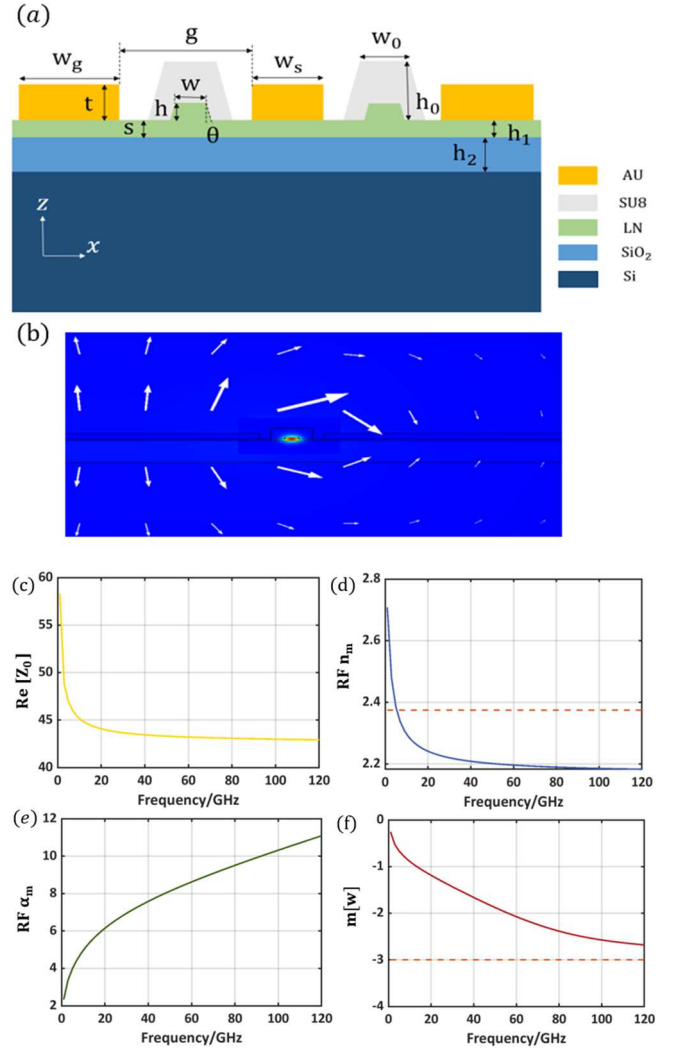 (a)
w_g
g
w_s
w_0
t
w
h
h_0
s
θ
h_1
h_2
z
x
AU
SU8
LN
SiO₂
Si
(b)
(c)
60
55
50
45
40
Re [Z₀]
0 20 40 60 80 100 120
Frequency/GHz
(d)
2.8
2.6
2.4
2.2
RF n_m
0 20 40 60 80 100 120
Frequency/GHz
(e)
12
10
8
6
4
2
RF α_m
0 20 40 60 80 100 120
Frequency/GHz
(f)
0
-1
-2
-3
-4
m[w]
0 20 40 60 80 100 120
Frequency/GHz